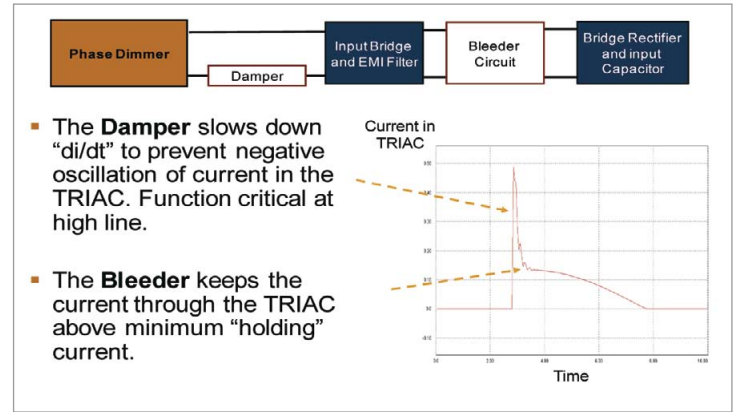 Phase Dimmer
Damper
Input Bridge
and EMI Filter
Bleeder
Circuit
Bridge Rectifier
and input
Capacitor
▪ The Damper slows down
“di/dt” to prevent negative
oscillation of current in the
TRIAC. Function critical at
high line.
▪ The Bleeder keeps the
current through the TRIAC
above minimum “holding”
current.
Current in
TRIAC
Time